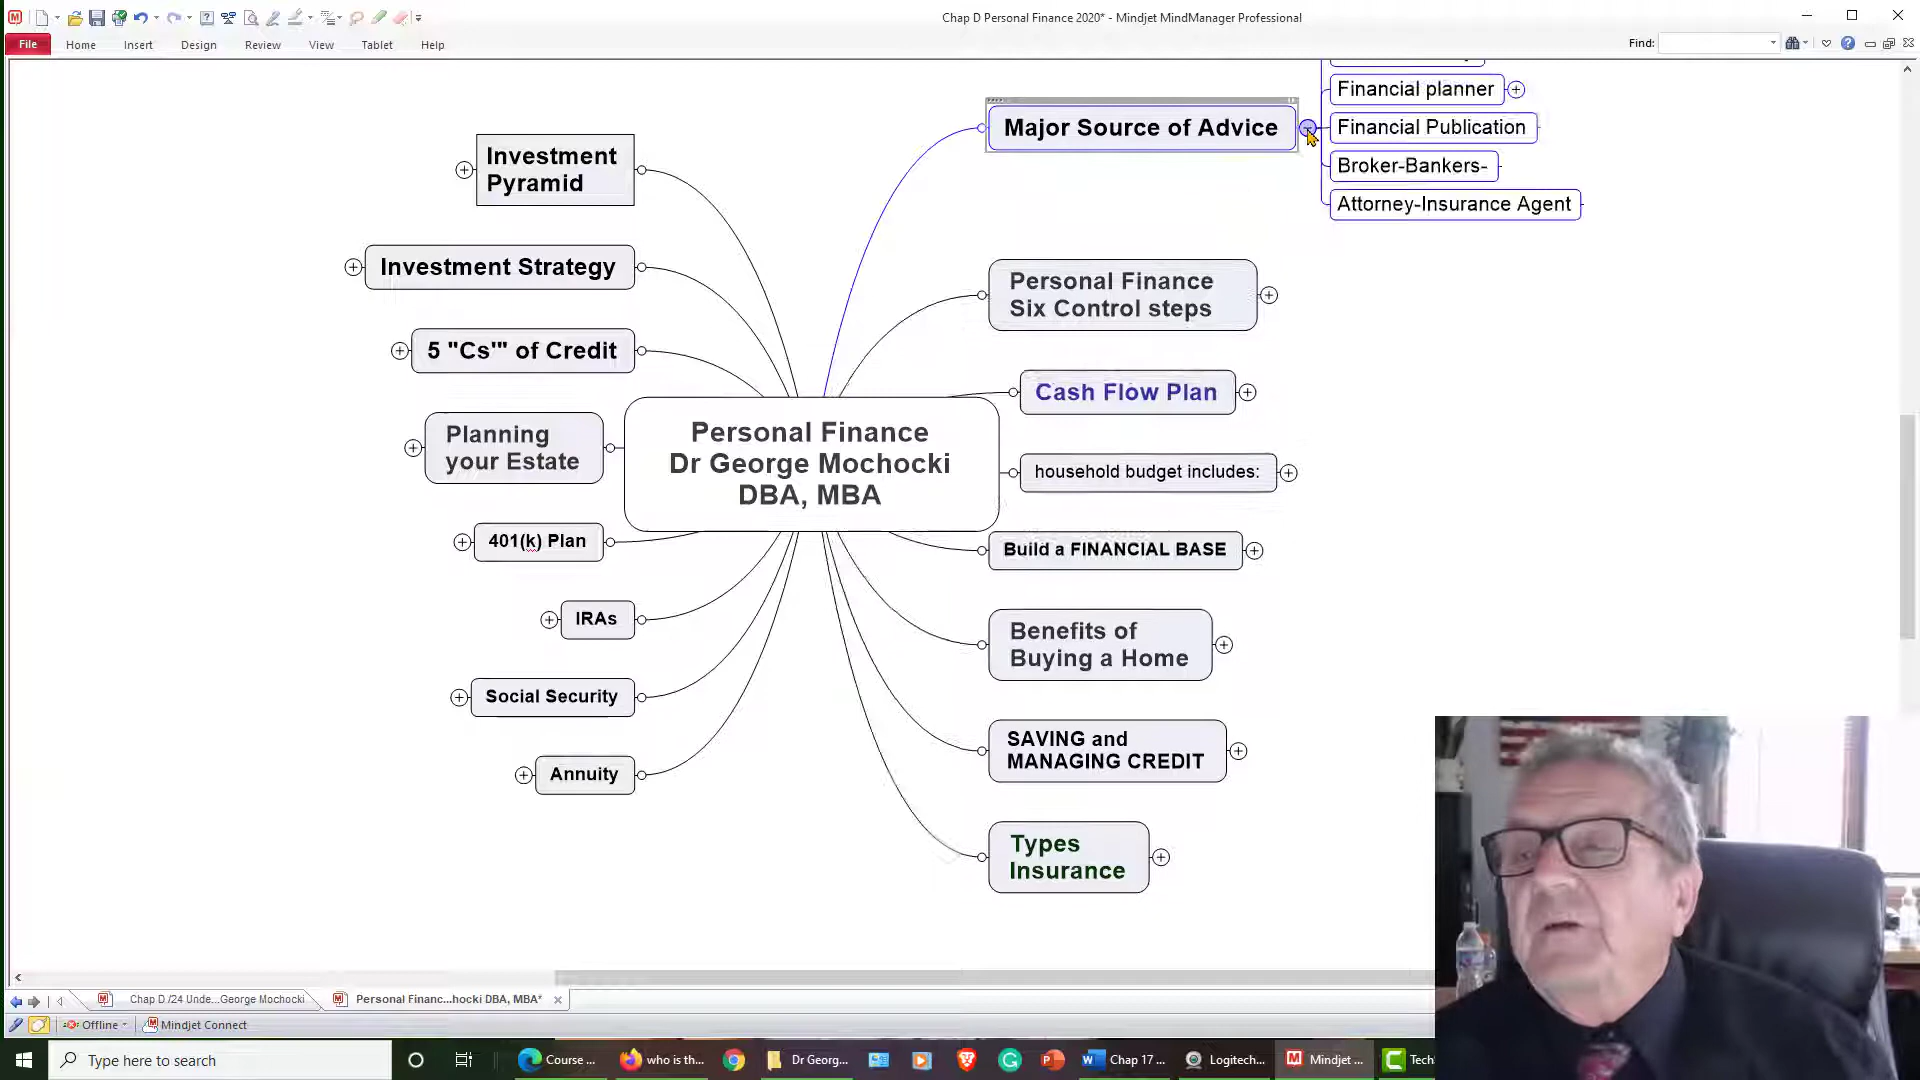 Chap D Personal Finance 2020* - Mindjet MindManager Professional
File Home Insert Design Review View Table Help
Find:
Major Source of Advice
Financial planner
Financial Publication
Broker-Bankers-
Attorney-Insurance Agent
Investment
Pyramid
Investment Strategy
5 "Cs'" of Credit
Planning
your Estate
401(k) Plan
IRAs
Social Security
Annuity
Personal Finance
Dr George Mochocki
DBA, MBA
Personal Finance
Six Control steps
Cash Flow Plan
household budget includes:
Build a FINANCIAL BASE
Benefits of
Buying a Home
SAVING and
MANAGING CREDIT
Types
Insurance
Chap D /24 Unde...George Mochocki
Personal Financ...hocki DBA, MBA*
Offline
Mindjet Connect
Type here to search
Course ...
who is th...
Dr Georg...
Chap 17 ...
Logitech...
Mindjet ...
Tech